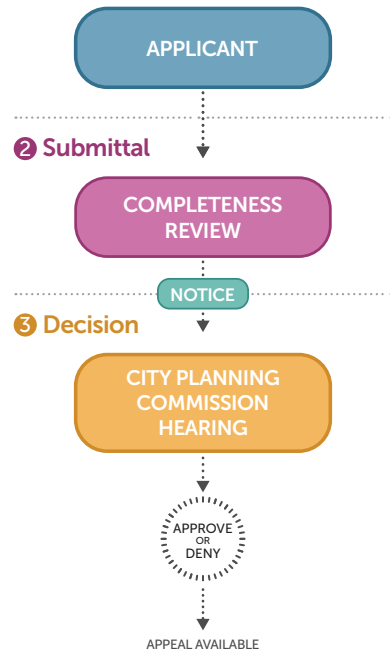 APPLICANT
2 Submittal
COMPLETENESS
REVIEW
NOTICE
3 Decision
CITY PLANNING
COMMISSION
HEARING
APPROVE
OR
DENY
APPEAL AVAILABLE